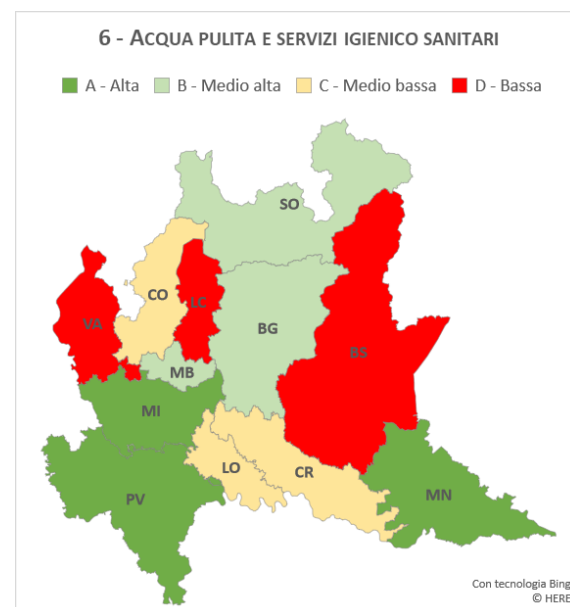 6 - ACQUA PULITA E SERVIZI IGIENICO SANITARI
A - Alta B - Medio alta C - Medio bassa D - Bassa
SO
CO
LC
VA
BG
BS
MB
MI
LO
CR
PV
MN
Con tecnologia Bing
© HERE